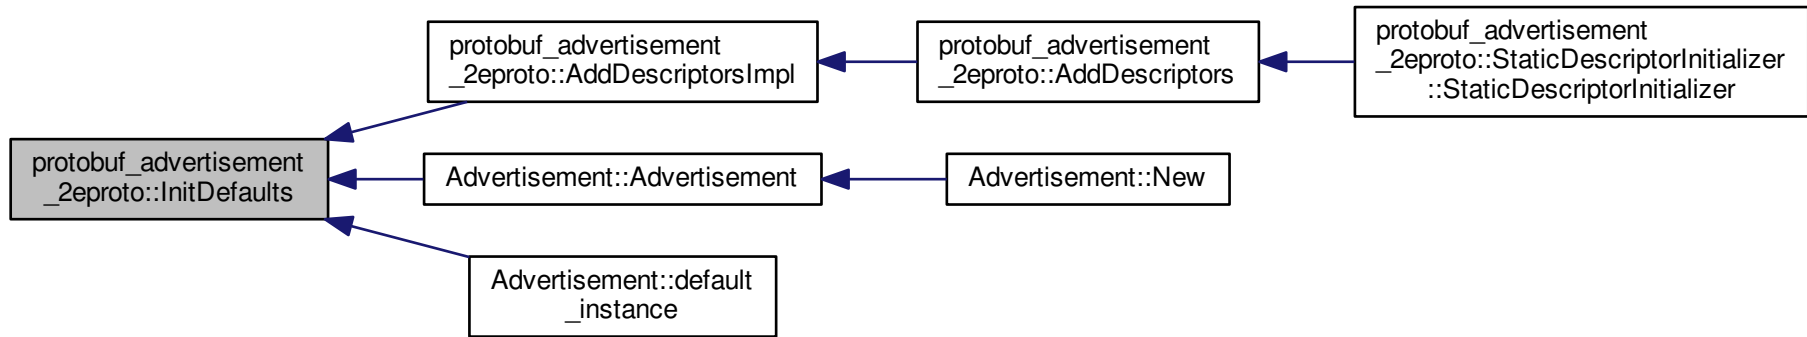 protobuf_advertisement
_2eproto::InitDefaults
protobuf_advertisement
_2eproto::AddDescriptorsImpl
protobuf_advertisement
_2eproto::AddDescriptors
protobuf_advertisement
_2eproto::StaticDescriptorInitializer
::StaticDescriptorInitializer
Advertisement::Advertisement
Advertisement::New
Advertisement::default
_instance